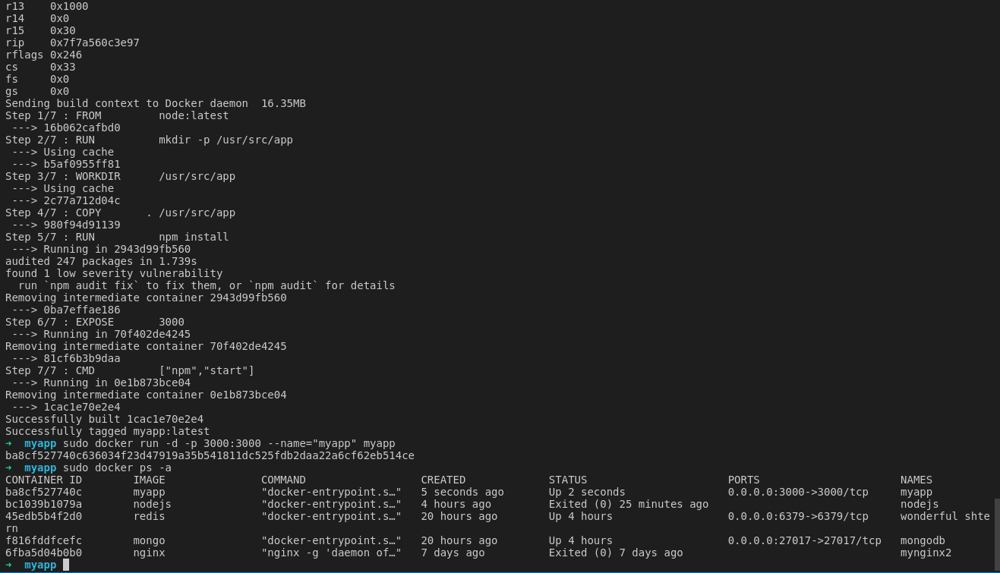 r13    0x1000
r14    0x0
r15    0x30
rip    0x7f7a560c3e97
rflags 0x246
cs     0x33
fs     0x0
gs     0x0
Sending build context to Docker daemon  16.35MB
Step 1/7 : FROM         node:latest
 ---> 16b062cafbd0
Step 2/7 : RUN          mkdir -p /usr/src/app
 ---> Using cache
 ---> b5af0955ff81
Step 3/7 : WORKDIR      /usr/src/app
 ---> Using cache
 ---> 2c77a712d04c
Step 4/7 : COPY       . /usr/src/app
 ---> 980f94d91139
Step 5/7 : RUN          npm install
 ---> Running in 2943d99fb560
audited 247 packages in 1.739s
found 1 low severity vulnerability
  run `npm audit fix` to fix them, or `npm audit` for details
Removing intermediate container 2943d99fb560
 ---> 0ba7effae186
Step 6/7 : EXPOSE       3000
 ---> Running in 70f402de4245
Removing intermediate container 70f402de4245
 ---> 81cf6b3b9daa
Step 7/7 : CMD          ["npm","start"]
 ---> Running in 0e1b873bce04
Removing intermediate container 0e1b873bce04
 ---> 1cac1e70e2e4
Successfully built 1cac1e70e2e4
Successfully tagged myapp:latest
➜  myapp sudo docker run -d -p 3000:3000 --name="myapp" myapp
ba8cf527740c636034f23d47919a35b541811dc525fdb2daa22a6cf62eb514ce
➜  myapp sudo docker ps -a
CONTAINER ID        IMAGE               COMMAND                  CREATED             STATUS                      PORTS                      NAMES
ba8cf527740c        myapp               "docker-entrypoint.s…"   5 seconds ago       Up 2 seconds                0.0.0.0:3000->3000/tcp     myapp
bc1039b1079a        nodejs              "docker-entrypoint.s…"   4 hours ago         Exited (0) 25 minutes ago                              nodejs
45edb5b4f2d0        redis               "docker-entrypoint.s…"   20 hours ago        Up 4 hours                  0.0.0.0:6379->6379/tcp     wonderful shte
rn
f816fddfcefc        mongo               "docker-entrypoint.s…"   20 hours ago        Up 4 hours                  0.0.0.0:27017->27017/tcp   mongodb
6fba5d04b0b0        nginx               "nginx -g 'daemon of…"   7 days ago          Exited (0) 7 days ago                                  mynginx2
➜  myapp